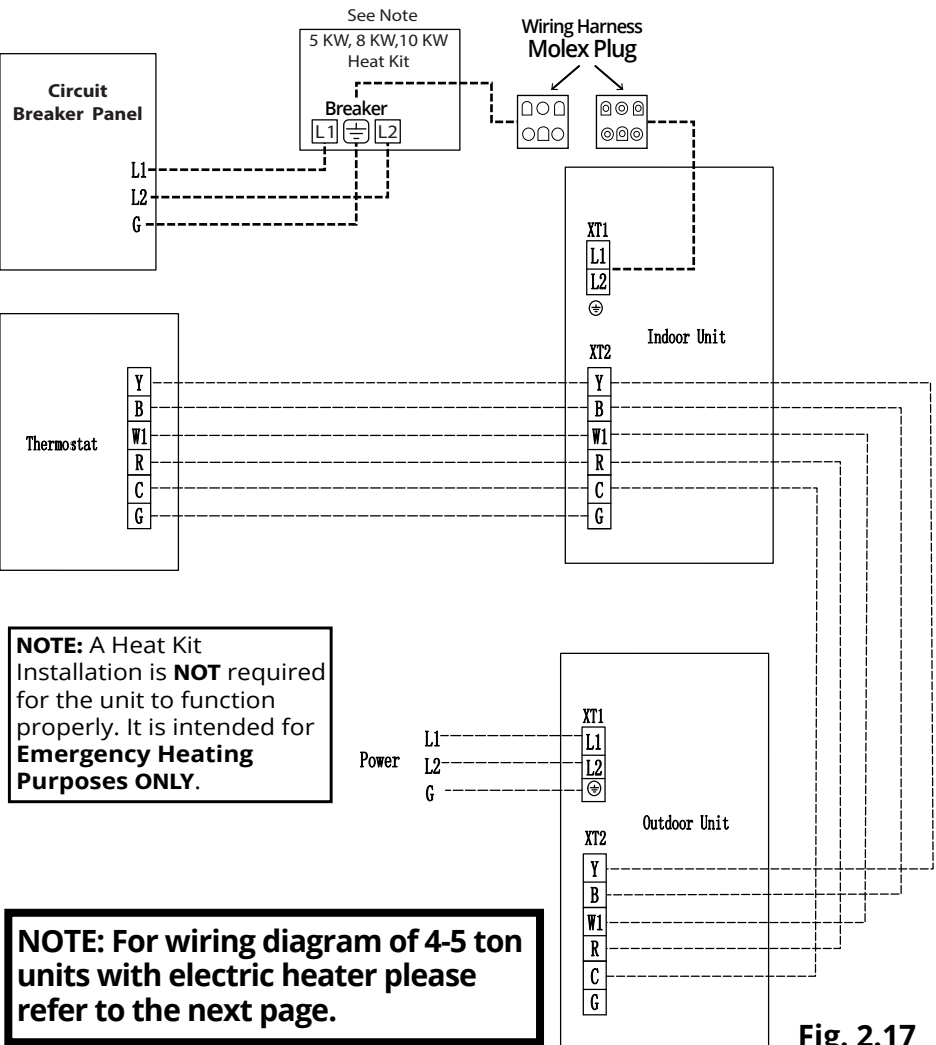 See Note
5 KW, 8 KW,10 KW
Heat Kit
Breaker
L1 L2
Wiring Harness
Molex Plug
Circuit
Breaker Panel
L1
L2
G
XT1
L1
L2
Indoor Unit
XT2
Y
B
W1
R
C
G
Thermostat
Y
B
W1
R
C
G
NOTE: A Heat Kit
Installation is NOT required
for the unit to function
properly. It is intended for
Emergency Heating
Purposes ONLY.
Power
L1
L2
G
XT1
L1
L2
Outdoor Unit
XT2
Y
B
W1
R
C
G
NOTE: For wiring diagram of 4-5 ton
units with electric heater please
refer to the next page.
Fig. 2.17